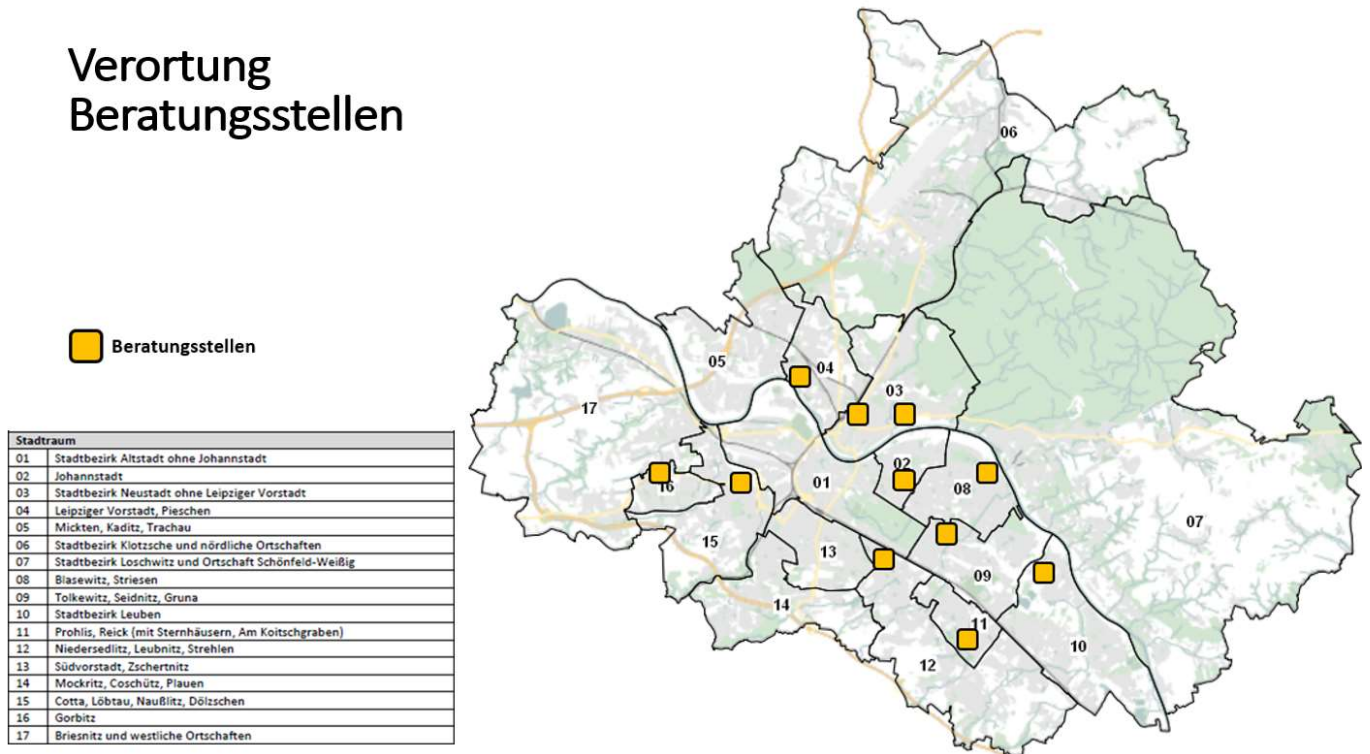 Verortung
Beratungsstellen
Beratungsstellen
Stadtraum
01 Stadtbezirk Altstadt ohne Johannstadt
02 Johannstadt
03 Stadtbezirk Neustadt ohne Leipziger Vorstadt
04 Leipziger Vorstadt, Pieschen
05 Mickten, Kaditz, Trachau
06 Stadtbezirk Klotzsche und nördliche Ortschaften
07 Stadtbezirk Loschwitz und Ortschaft Schönfeld-Weißig
08 Blasewitz, Striesen
09 Tolkewitz, Seidnitz, Gruna
10 Stadtbezirk Leuben
11 Prohlis, Reick (mit Sternhäusern, Am Koitschgraben)
12 Niedersedlitz, Leubnitz, Strehlen
13 Südvorstadt, Zschertnitz
14 Mockritz, Coschütz, Plauen
15 Cotta, Löbtau, Naußlitz, Dölzschen
16 Gorbitz
17 Briesnitz und westliche Ortschaften
06
05
04
03
17
02
16
01
08
07
15
13
09
14
11
12
10